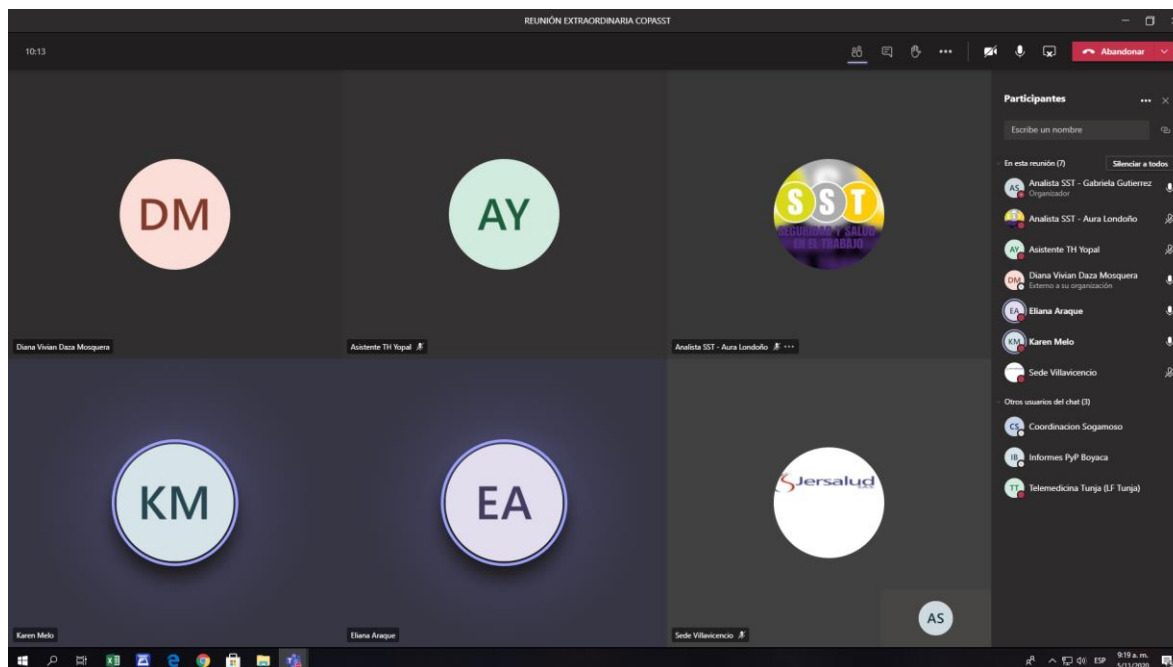 REUNIÓN EXTRAORDINARIA COPASST
10:13
Abandonar
DM
Diana Vivian Daza Mosquera
AY
Asistente TH Yopal
SST
SEGURIDAD Y SALUD
EN EL TRABAJO
Analista SST - Aura Londoño
KM
Karen Melo
EA
Eliana Araque
Jersalud
Sede Villavicencio
AS
Participantes
Escribe un nombre
En esta reunión (7)
Silenciar a todos
AS
Analista SST - Gabriela Gutierrez
Organizador
Analista SST - Aura Londoño
AY
Asistente TH Yopal
DM
Diana Vivian Daza Mosquera
Externo a su organización
EA
Eliana Araque
KM
Karen Melo
Sede Villavicencio
Otros usuarios del chat (3)
CS
Coordinacion Sogamoso
IB
Informes PyP Boyaca
TT
Telemedicina Tunja (LF Tunja)
ESP
9:19 a. m.
5/11/2020